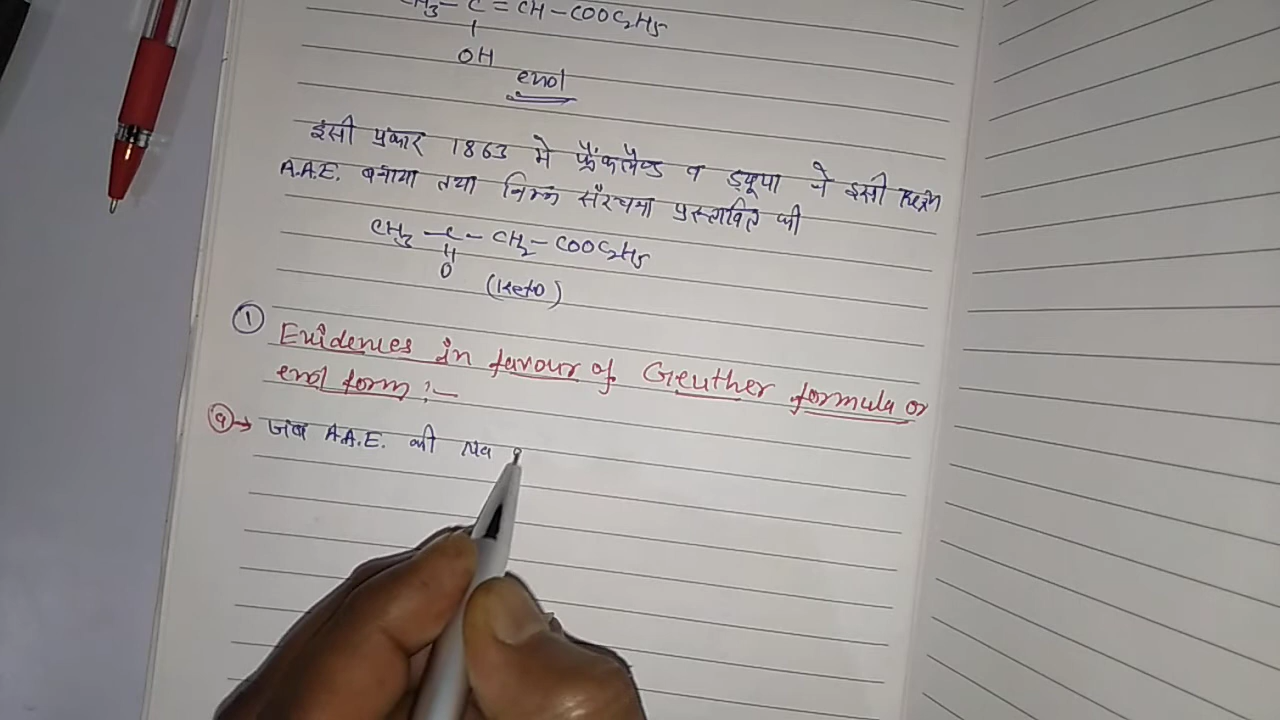 CH3 – C = CH – COOC2H5
OH
enol
इसी प्रकार 1863 मे फ्रैंकलैण्ड व ड्यूपा ने इसी
A.A.E. बनाया तथा निम्न संरचना प्रस्तावित की
CH3 – C – CH2 – COOC2H5
O
(Keto)
① Evidences in favour of Geuther formula or
enol form :–
जब A.A.E. की